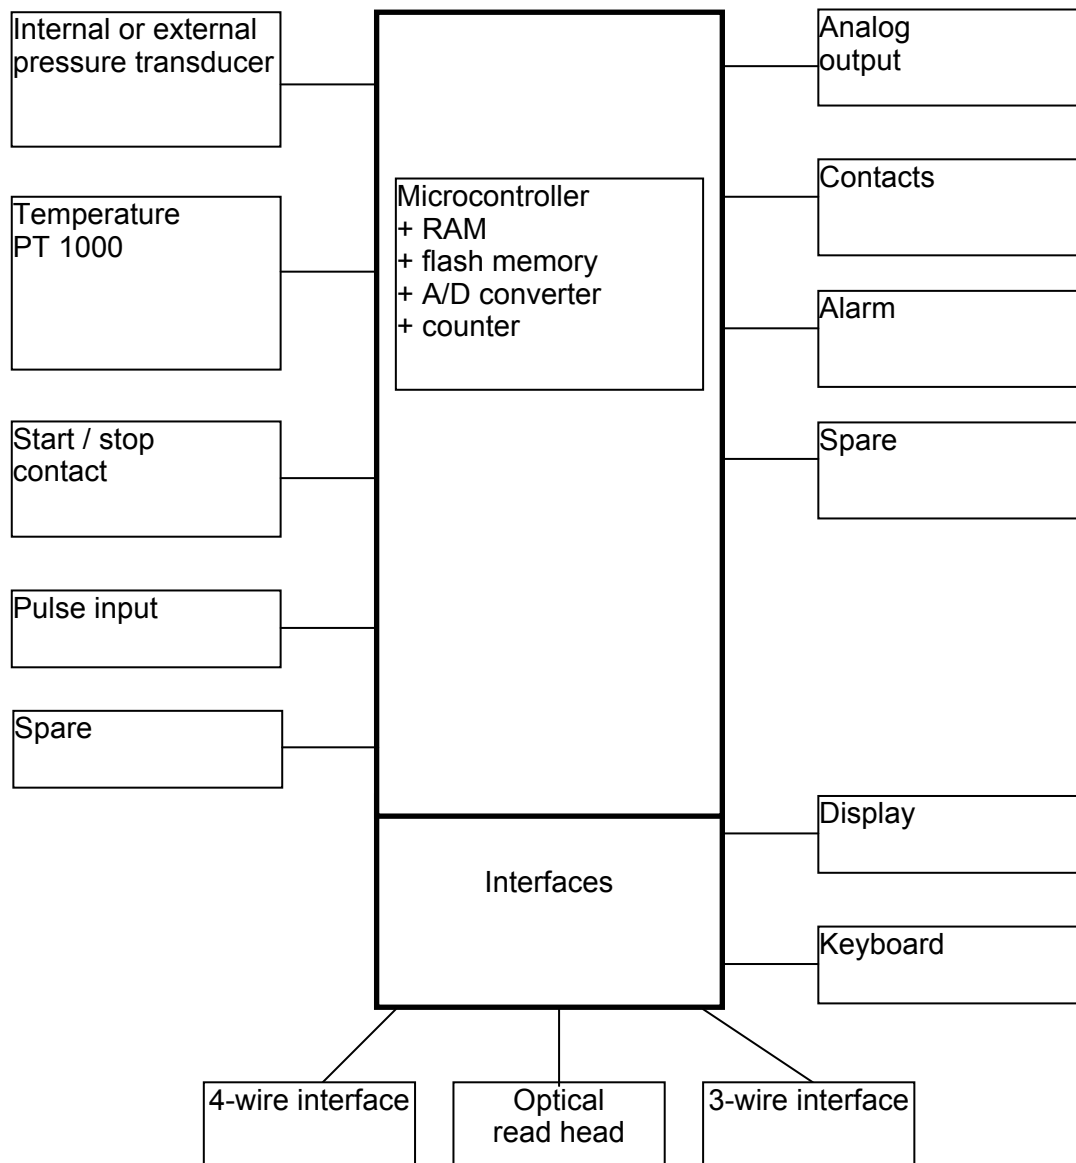 Internal or external
pressure transducer
Temperature
PT 1000
Start / stop
contact
Pulse input
Spare
Microcontroller
+ RAM
+ flash memory
+ A/D converter
+ counter
Interfaces
Analog
output
Contacts
Alarm
Spare
Display
Keyboard
4-wire interface
Optical
read head
3-wire interface